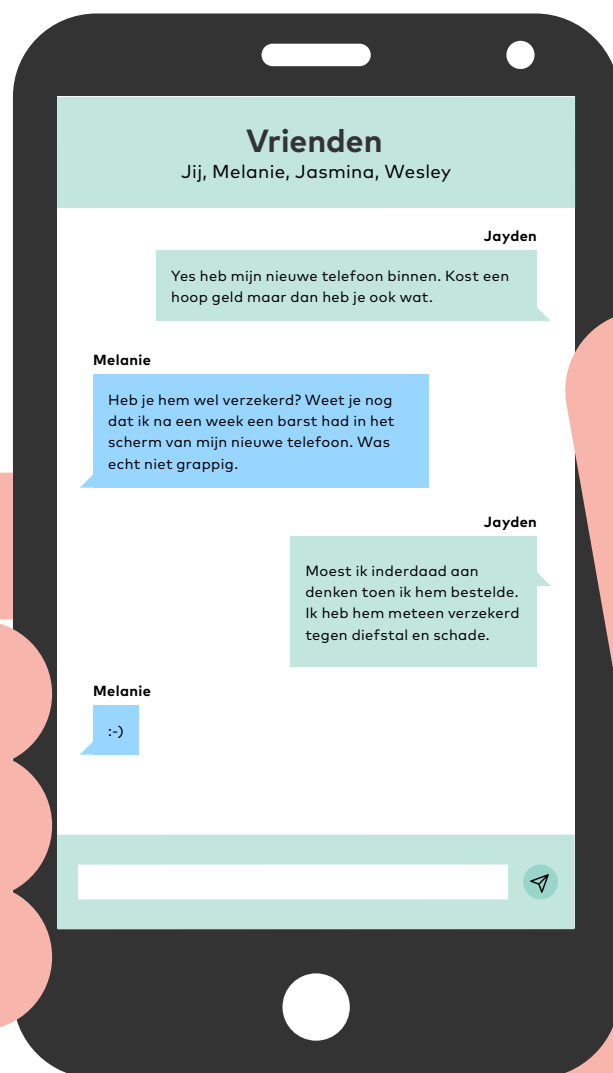 Vrienden
Jij, Melanie, Jasmina, Wesley
Jayden
Yes heb mijn nieuwe telefoon binnen. Kost een
hoop geld maar dan heb je ook wat.
Melanie
Heb je hem wel verzekerd? Weet je nog
dat ik na een week een barst had in het
scherm van mijn nieuwe telefoon. Was
echt niet grappig.
Jayden
Moest ik inderdaad aan
denken toen ik hem bestelde.
Ik heb hem meteen verzekerd
tegen diefstal en schade.
Melanie
:-)